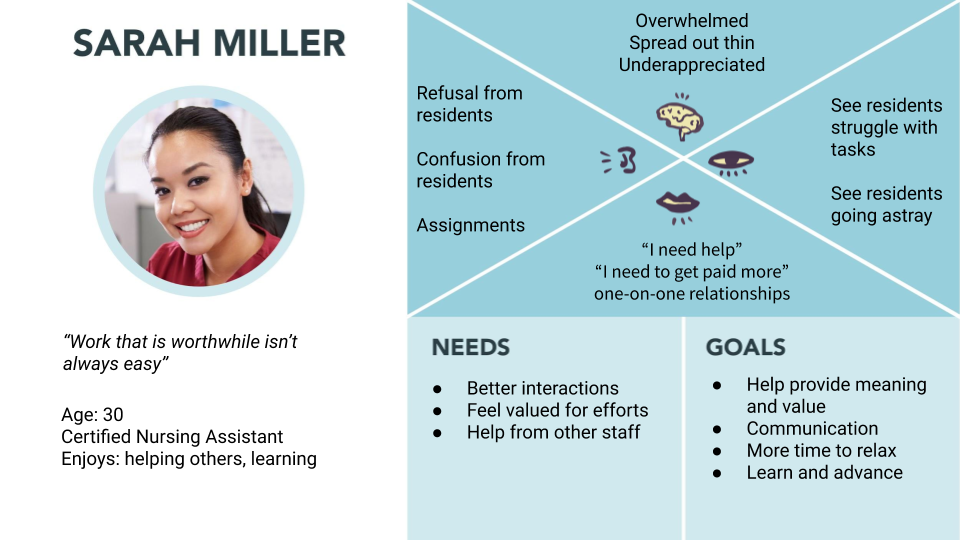 SARAH MILLER
“Work that is worthwhile isn’t
always easy”
Age: 30
Certified Nursing Assistant
Enjoys: helping others, learning
Overwhelmed
Spread out thin
Underappreciated
Refusal from
residents
Confusion from
residents
Assignments
See residents
struggle with
tasks
See residents
going astray
“I need help”
“I need to get paid more”
one-on-one relationships
NEEDS
● Better interactions
● Feel valued for efforts
● Help from other staff
GOALS
● Help provide meaning
and value
● Communication
● More time to relax
● Learn and advance